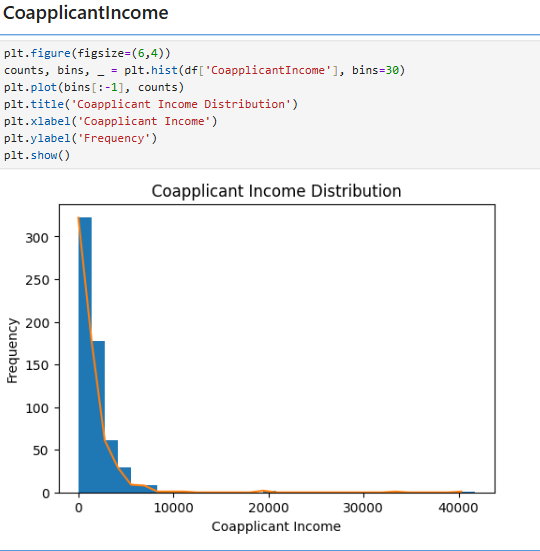 CoapplicantIncome
plt.figure(figsize=(6,4))
counts, bins, _ = plt.hist(df['CoapplicantIncome'], bins=30)
plt.plot(bins[:-1], counts)
plt.title('Coapplicant Income Distribution')
plt.xlabel('Coapplicant Income')
plt.ylabel('Frequency')
plt.show()
Coapplicant Income Distribution
Frequency
300
250
200
150
100
50
0
0 10000 20000 30000 40000
Coapplicant Income